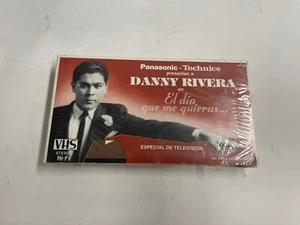 Panasonic - Technics
presentan a
DANNY RIVERA
en
El día
que me quieras...
VHS
STEREO
Hi-Fi
ESPECIAL DE TELEVISIÓN